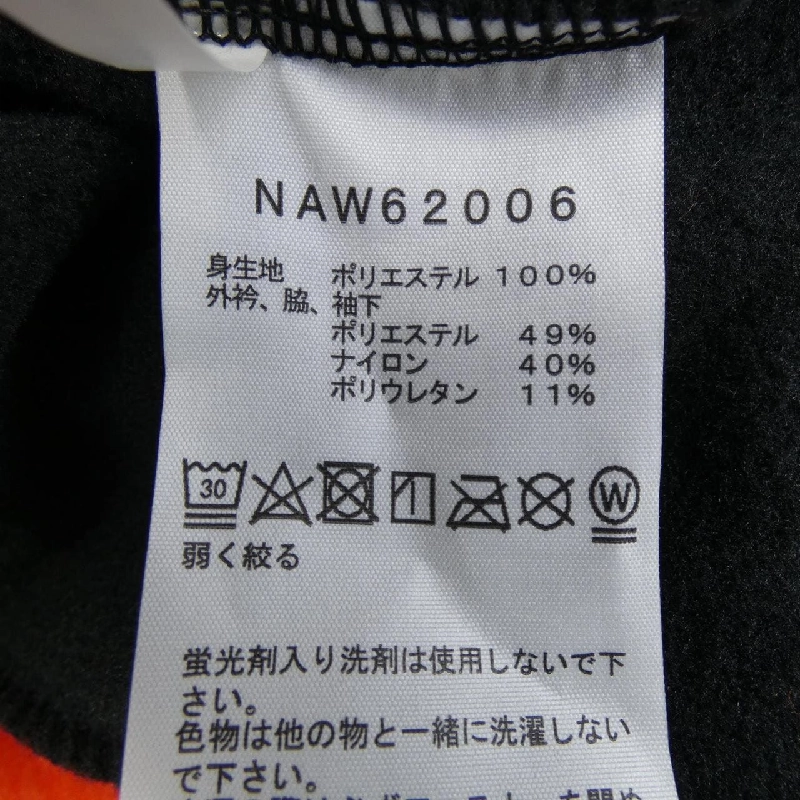 NAW62006
身生地 ポリエステル 100%
外衿、脇、袖下
ポリエステル 49%
ナイロン 40%
ポリウレタン 11%
30 W
弱く絞る
蛍光剤入り洗剤は使用しないで下
さい。
色物は他の物と一緒に洗濯しない
で下さい。